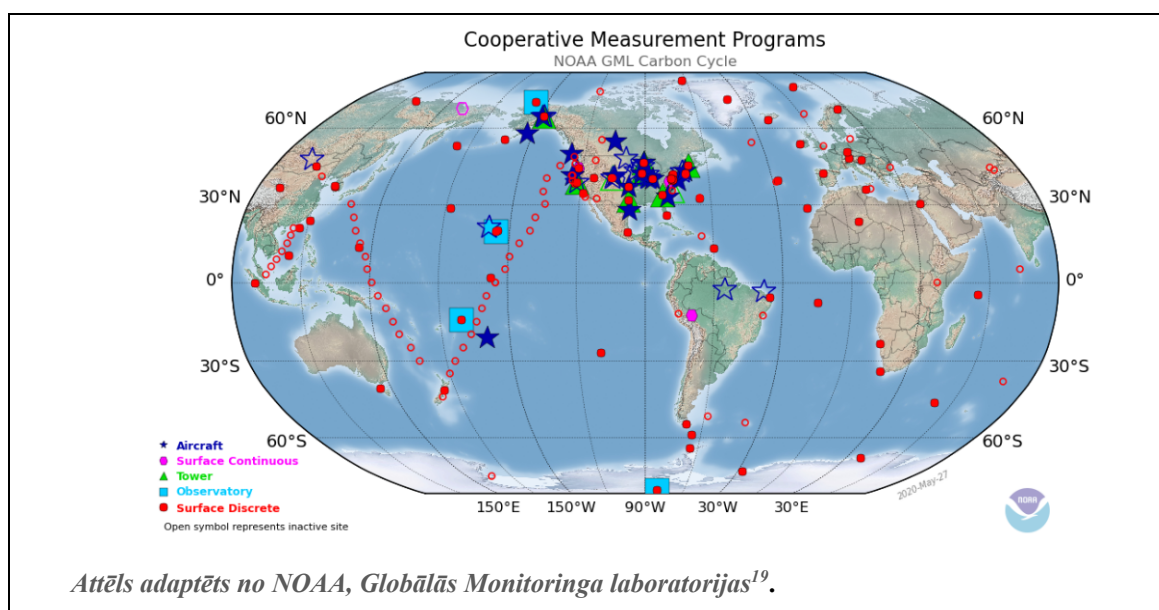 Cooperative Measurement Programs
NOAA GML Carbon Cycle
60°N
60°N
30°N
30°N
0°
0°
30°S
30°S
60°S
60°S
Aircraft
Surface Continuous
Tower
Observatory
Surface Discrete
Open symbol represents inactive site
150°E
150°W
90°W
30°W
30°E
2020-May-27
NOAA
Attēls adaptēts no NOAA, Globālās Monitoringa laboratorijas19.